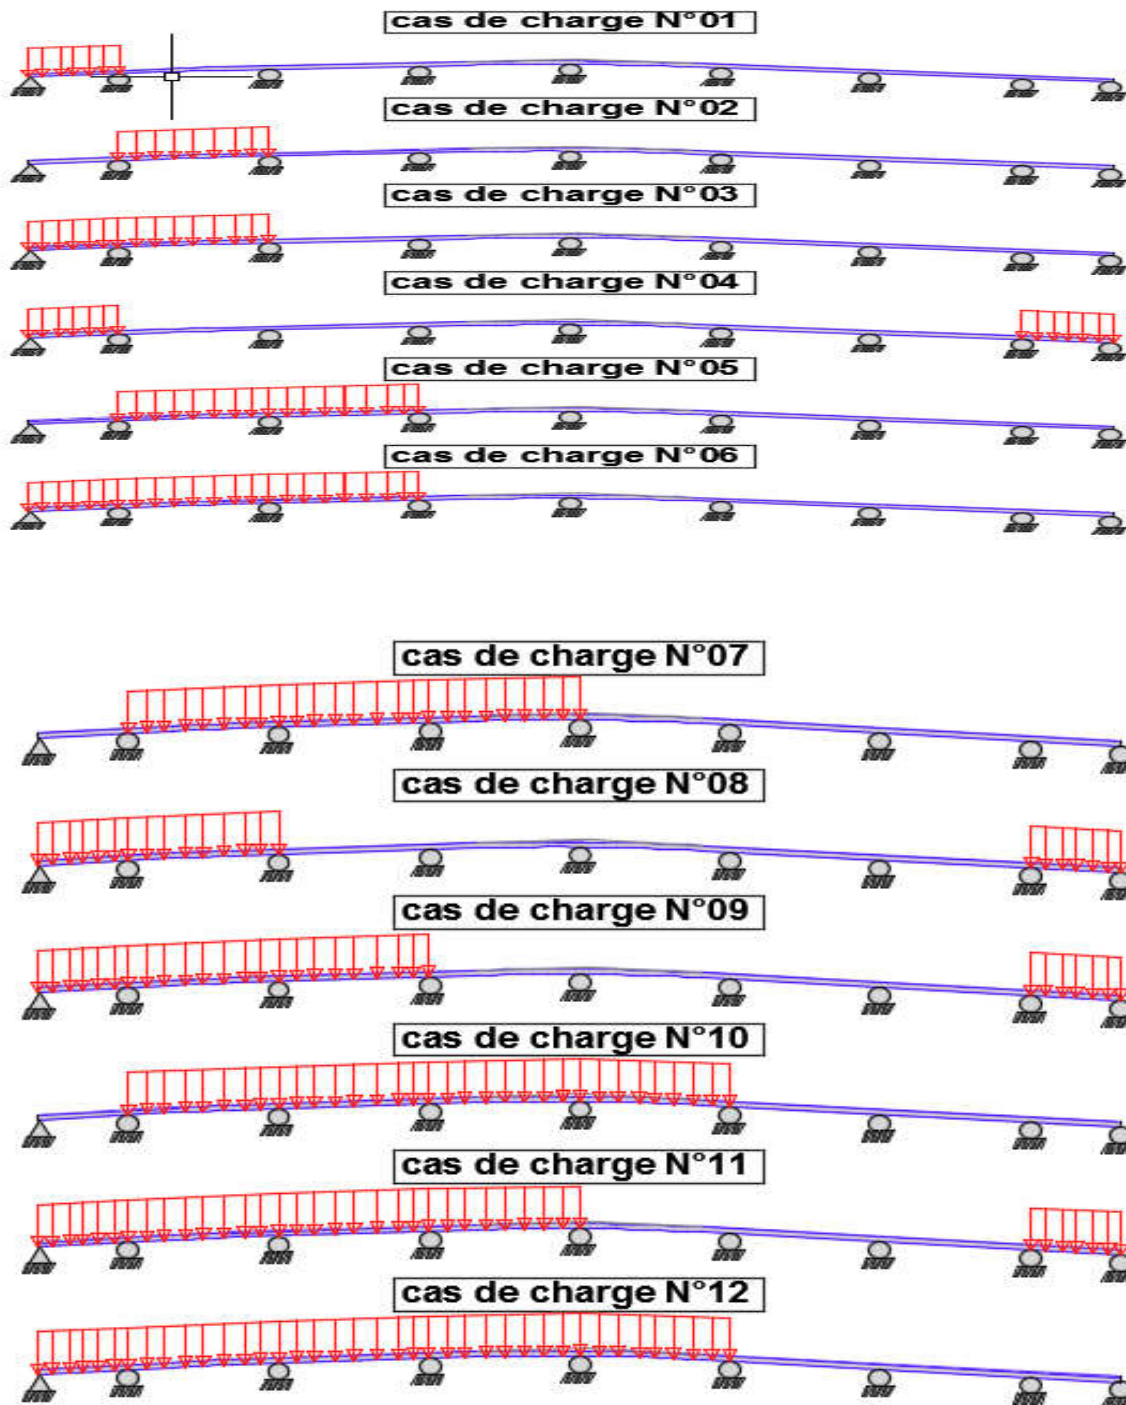 cas de charge N°01
cas de charge N°02
cas de charge N°03
cas de charge N°04
cas de charge N°05
cas de charge N°06
cas de charge N°07
cas de charge N°08
cas de charge N°09
cas de charge N°10
cas de charge N°11
cas de charge N°12